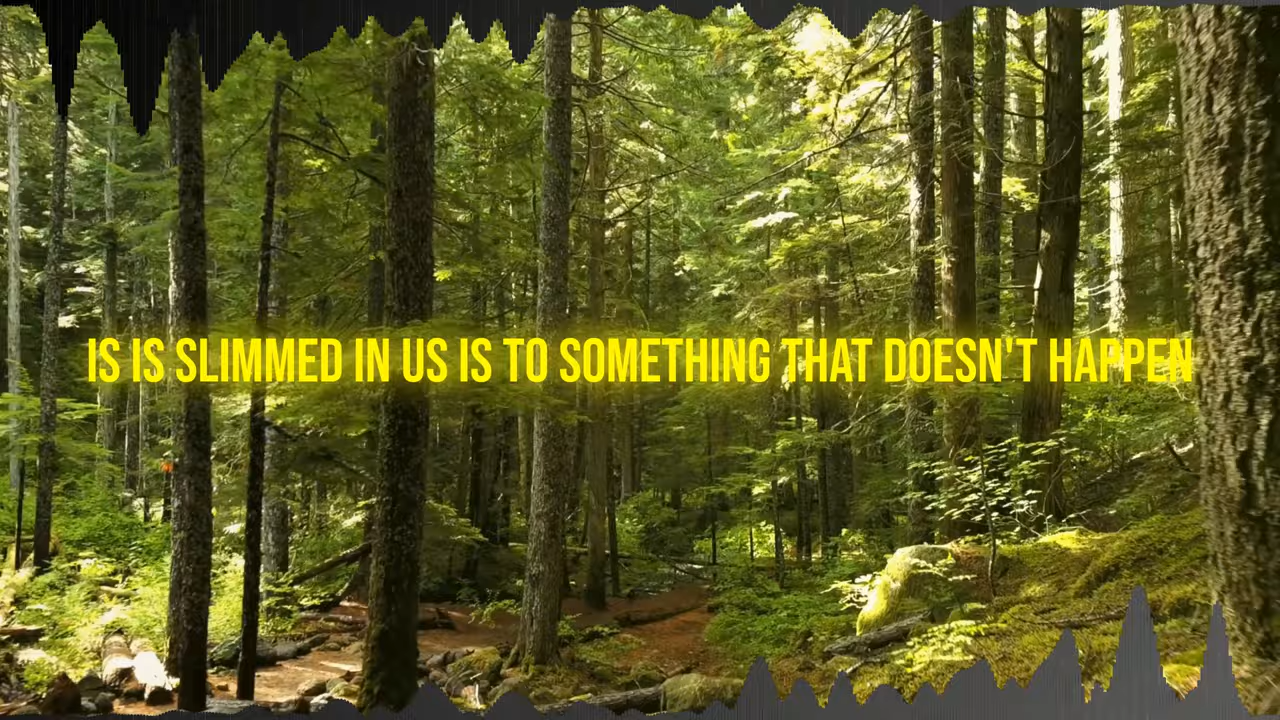 IS IS SLIMMED IN US IS TO SOMETHING THAT DOESN'T HAPPEN